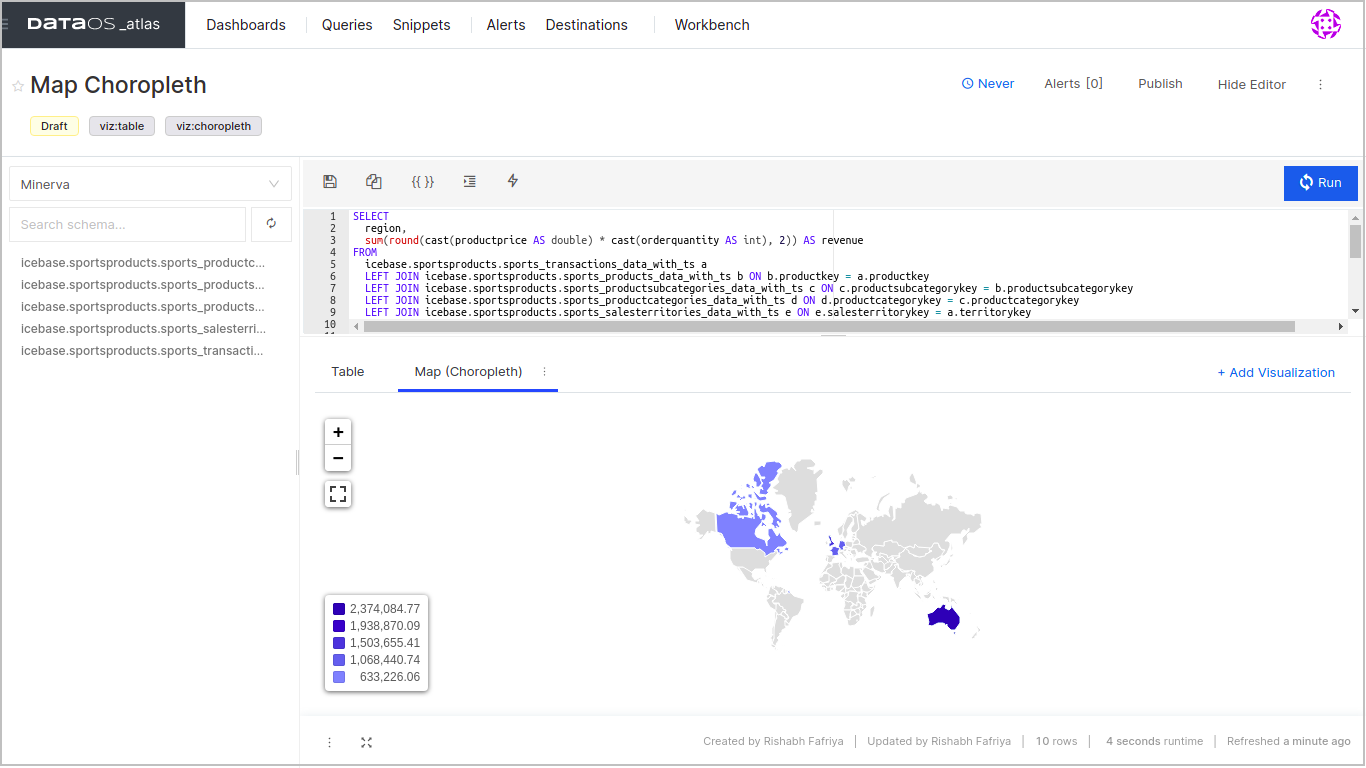 DATAOS _atlas Dashboards Queries Snippets Alerts Destinations Workbench
Map Choropleth
Never Alerts [0] Publish Hide Editor
Draft viz:table viz:choropleth
Minerva
Search schema...
icebase.sportsproducts.sports_productc...
icebase.sportsproducts.sports_products...
icebase.sportsproducts.sports_products...
icebase.sportsproducts.sports_salesterri...
icebase.sportsproducts.sports_transacti...
{{ }} Run
1 SELECT
2 region,
3 sum(round(cast(productprice AS double) * cast(orderquantity AS int), 2)) AS revenue
4 FROM
5 icebase.sportsproducts.sports_transactions_data_with_ts a
6 LEFT JOIN icebase.sportsproducts.sports_products_data_with_ts b ON b.productkey = a.productkey
7 LEFT JOIN icebase.sportsproducts.sports_productsubcategories_data_with_ts c ON c.productsubcategorykey = b.productsubcategorykey
8 LEFT JOIN icebase.sportsproducts.sports_productcategories_data_with_ts d ON d.productcategorykey = c.productcategorykey
9 LEFT JOIN icebase.sportsproducts.sports_salesterritories_data_with_ts e ON e.salesterritorykey = a.territorykey
10
Table Map (Choropleth) + Add Visualization
+
−
2,374,084.77
1,938,870.09
1,503,655.41
1,068,440.74
633,226.06
Created by Rishabh Fafriya Updated by Rishabh Fafriya 10 rows 4 seconds runtime Refreshed a minute ago